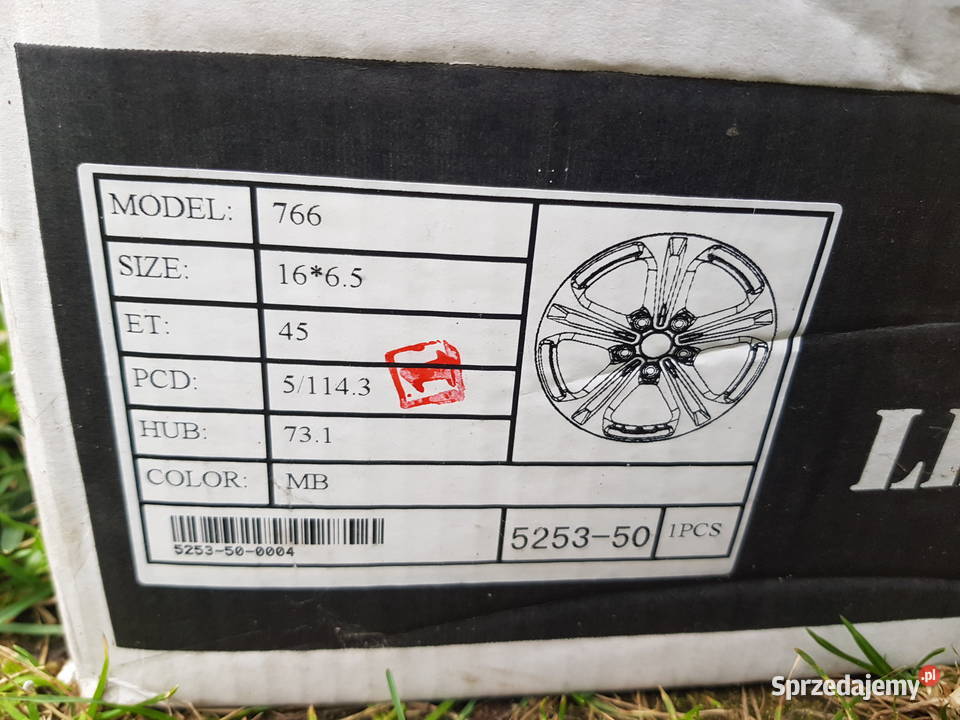 MODEL: 766
SIZE: 16*6.5
ET: 45
PCD: 5/114.3
HUB: 73.1
COLOR: MB
5253-50-0004
5253-50
1PCS
Sprzedajemy.pl